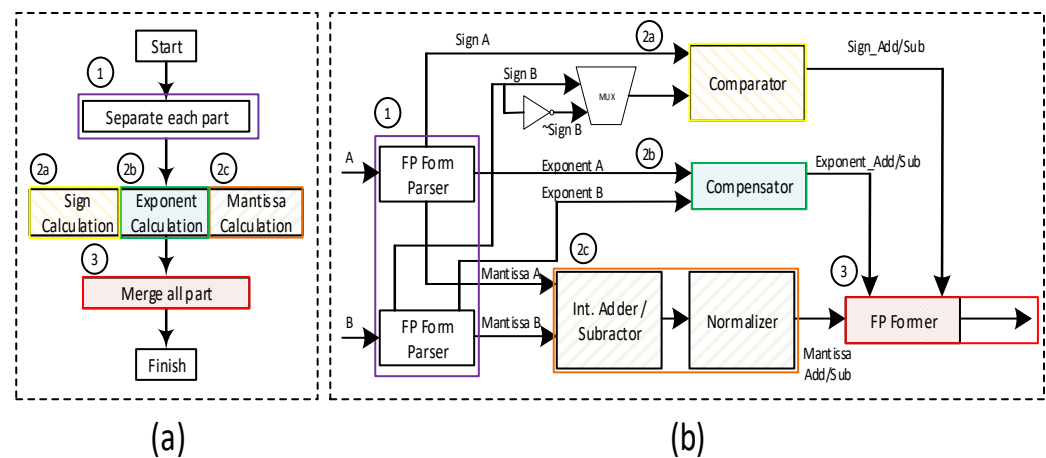 Start
1
Separate each part
2a
2b
2c
Sign
Calculation
Exponent
Calculation
Mantissa
Calculation
3
Merge all part
Finish
(a)
Sign A
2a
Sign_Add/Sub
Sign B
MUX
Comparator
~Sign B
1
A
FP Form
Parser
Exponent A
2b
Exponent_Add/Sub
Exponent B
Compensator
2c
Mantissa A
3
B
FP Form
Parser
Mantissa B
Int. Adder/
Subractor
Normalizer
FP Former
Mantissa
Add/Sub
(b)